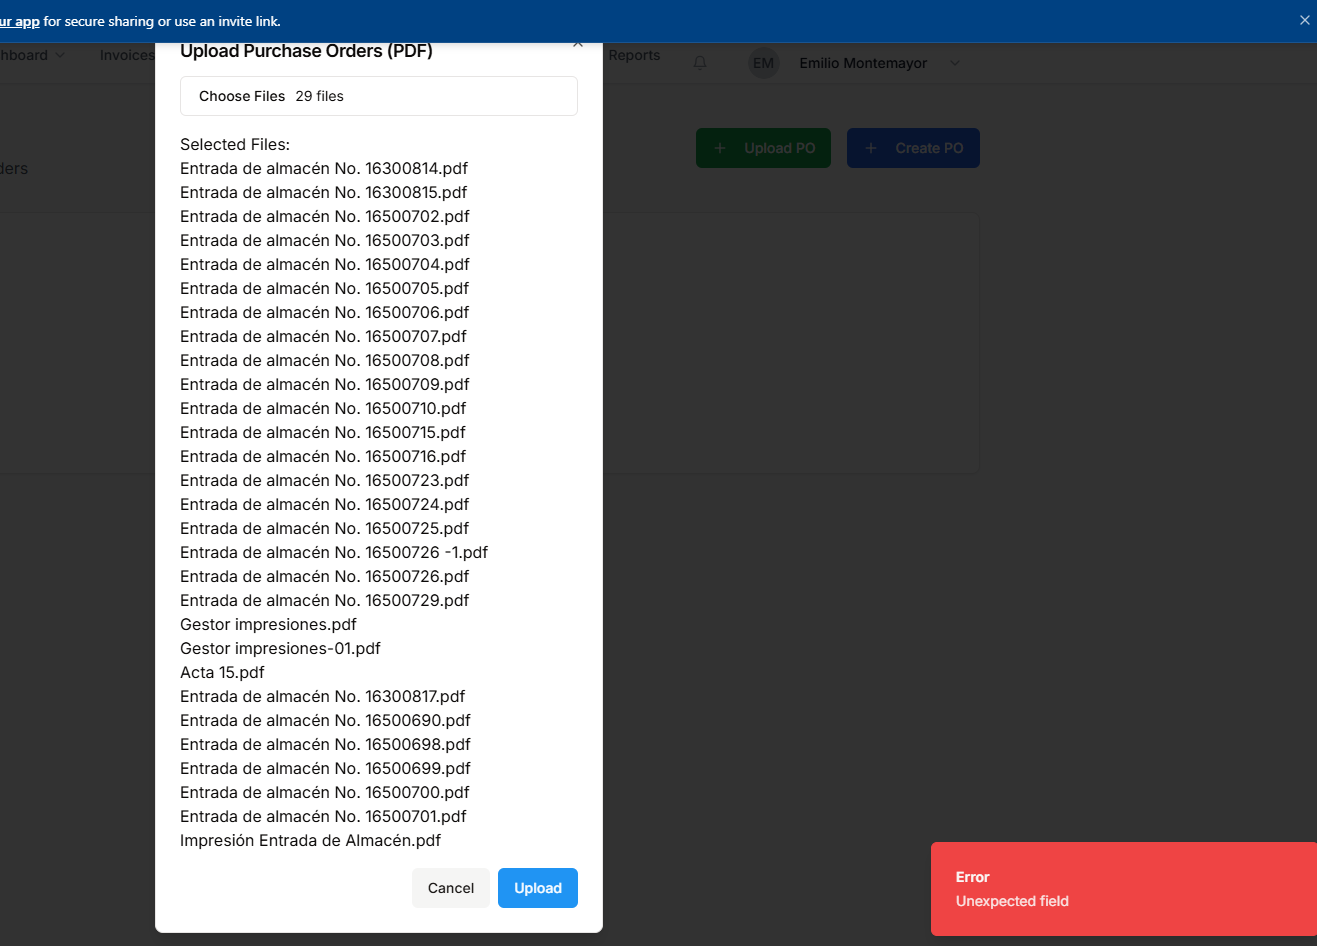 ur app for secure sharing or use an invite link.
hboard
Invoices
Reports
EM
Emilio Montemayor
Upload Purchase Orders (PDF)
Choose Files 29 files
Upload PO
Create PO
ders
Selected Files:
Entrada de almacén No. 16300814.pdf
Entrada de almacén No. 16300815.pdf
Entrada de almacén No. 16500702.pdf
Entrada de almacén No. 16500703.pdf
Entrada de almacén No. 16500704.pdf
Entrada de almacén No. 16500705.pdf
Entrada de almacén No. 16500706.pdf
Entrada de almacén No. 16500707.pdf
Entrada de almacén No. 16500708.pdf
Entrada de almacén No. 16500709.pdf
Entrada de almacén No. 16500710.pdf
Entrada de almacén No. 16500715.pdf
Entrada de almacén No. 16500716.pdf
Entrada de almacén No. 16500723.pdf
Entrada de almacén No. 16500724.pdf
Entrada de almacén No. 16500725.pdf
Entrada de almacén No. 16500726 -1.pdf
Entrada de almacén No. 16500726.pdf
Entrada de almacén No. 16500729.pdf
Gestor impresiones.pdf
Gestor impresiones-01.pdf
Acta 15.pdf
Entrada de almacén No. 16300817.pdf
Entrada de almacén No. 16500690.pdf
Entrada de almacén No. 16500698.pdf
Entrada de almacén No. 16500699.pdf
Entrada de almacén No. 16500700.pdf
Entrada de almacén No. 16500701.pdf
Impresión Entrada de Almacén.pdf
Cancel
Upload
Error
Unexpected field